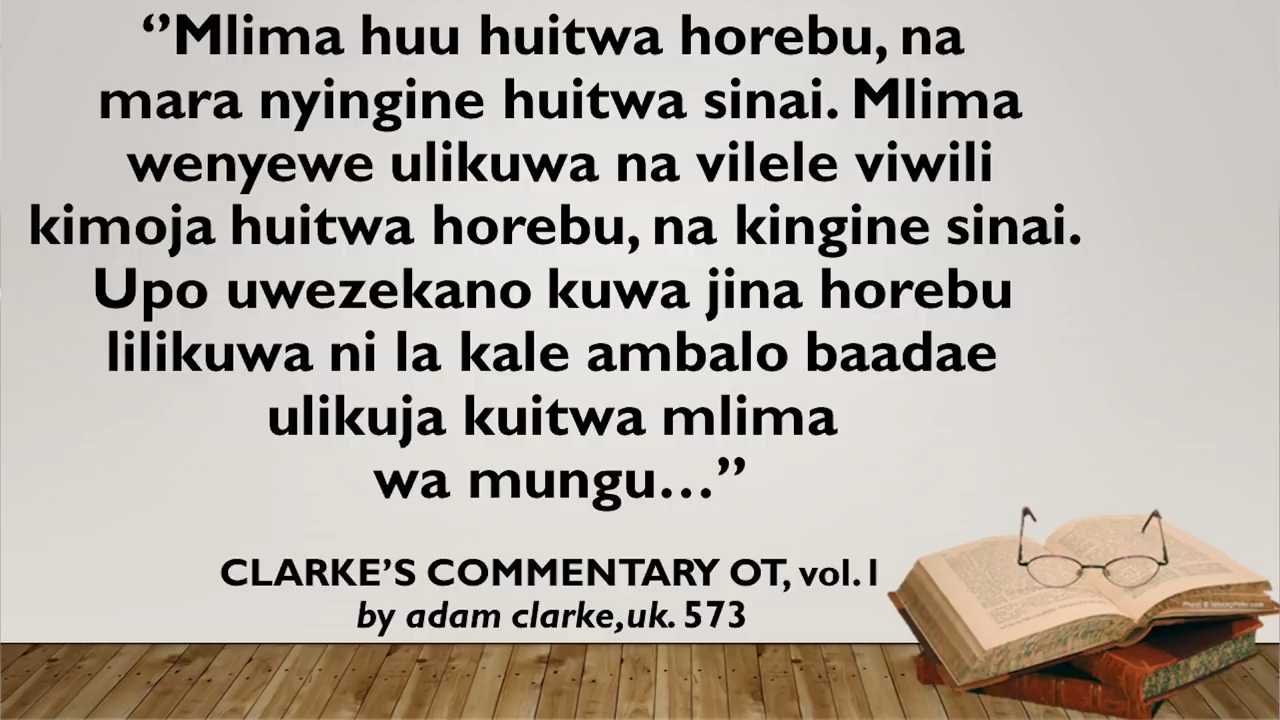 ‘’Mlima huu huitwa horebu, na
mara nyingine huitwa sinai. Mlima
wenyewe ulikuwa na vilele viwili
kimoja huitwa horebu, na kingine sinai.
Upo uwezekano kuwa jina horebu
lilikuwa ni la kale ambalo baadae
ulikuja kuitwa mlima
wa mungu…’’
CLARKE’S COMMENTARY OT, vol.1
by adam clarke,uk. 573